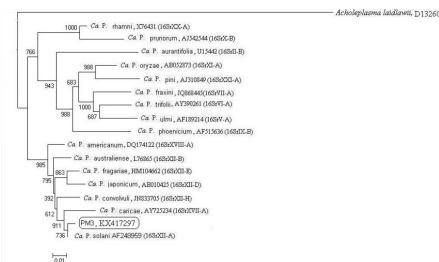 Acholeplasma laidlawii, D13260
Ca. P. rhamni, X76431 (16SrXX-A)
1000
Ca. P. prunorum, AJ542544 (16SrX-B)
766
Ca. P. aurantifolia, U15442 (16SrII-B)
943
Ca. P. oryzae, AB052873 (16SrXI-A)
988
Ca. P. pini, AJ310849 (16SrXXI-A)
683
Ca. P. fraxini, JQ868445(16SrVII-A)
988
1000
Ca. P. trifolii, AY390261 (16SrVI-A)
687
Ca. P. ulmi, AF189214 (16SrV-A)
Ca. P. phoenicium, AF515636 (16SrIX-B)
Ca. P. americanum, DQ174122 (16SrXVIII-A)
985
Ca. P. australiense, L76865 (16SrXII-B)
795
Ca. P. fragariae, HM104662 (16SrXII-E)
863
Ca. P. japonicum, AB010425 (16SrXII-D)
392
Ca. P. convolvuli, JN833705 (16SrXII-H)
612
Ca. P. caricae, AY725234 (16SrXVII-A)
911
PM3, KX417297
736
Ca. P. solani AF248959 (16SrXII-A)
0.01